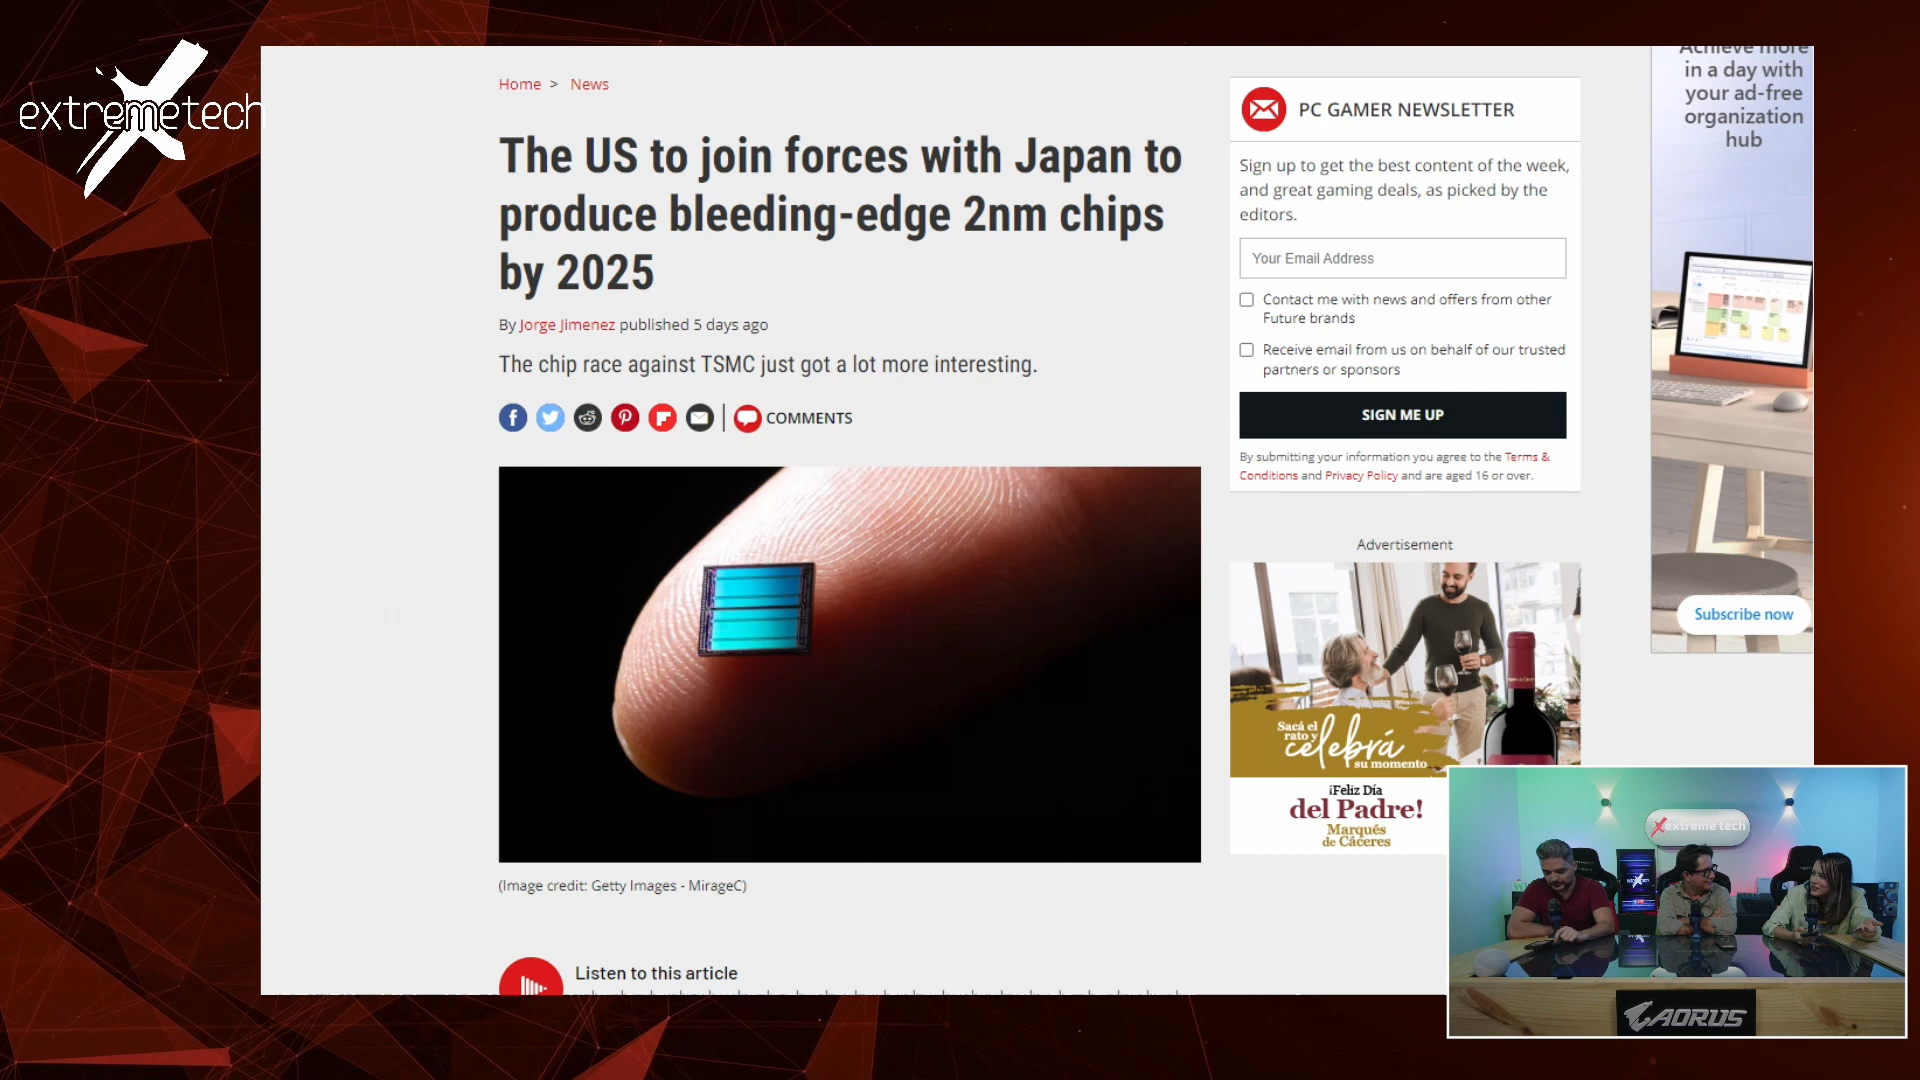 extremetech
Home > News
The US to join forces with Japan to
produce bleeding-edge 2nm chips
by 2025
By Jorge Jimenez published 5 days ago
The chip race against TSMC just got a lot more interesting.
COMMENTS
(Image credit: Getty Images - MirageC)
Listen to this article
PC GAMER NEWSLETTER
Sign up to get the best content of the week,
and great gaming deals, as picked by the
editors.
Your Email Address
Contact me with news and offers from other
Future brands
Receive email from us on behalf of our trusted
partners or sponsors
SIGN ME UP
By submitting your information you agree to the Terms &
Conditions and Privacy Policy and are aged 16 or over.
Advertisement
Sacá el
rato y
celebrá
su momento
¡Feliz Día
del Padre!
Marqués
de Cáceres
Achieve more
in a day with
your ad-free
organization
hub
Subscribe now
extreme tech
AORUS